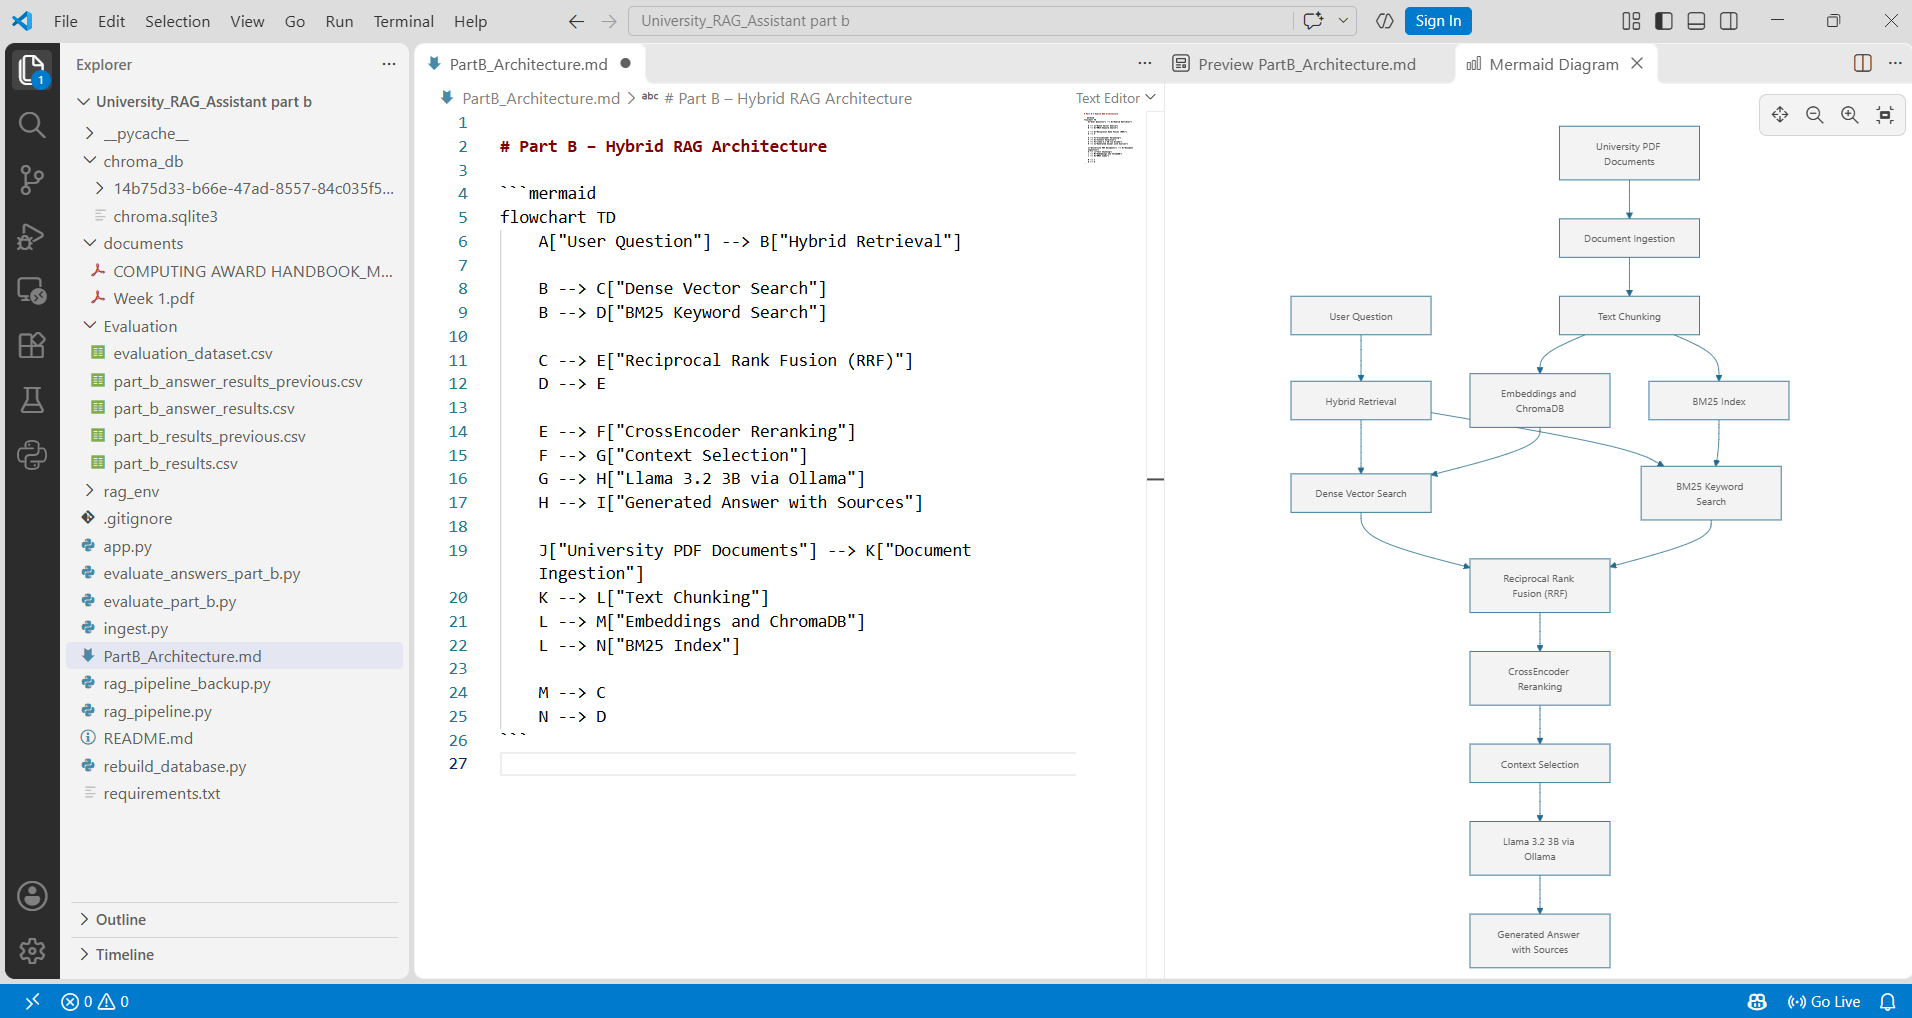 File Edit Selection View Go Run Terminal Help
University_RAG_Assistant part b
Sign In
Explorer
University_RAG_Assistant part b
__pycache__
chroma_db
14b75d33-b66e-47ad-8557-84c035f5...
chroma.sqlite3
documents
COMPUTING AWARD HANDBOOK_M...
Week 1.pdf
Evaluation
evaluation_dataset.csv
part_b_answer_results_previous.csv
part_b_answer_results.csv
part_b_results_previous.csv
part_b_results.csv
rag_env
.gitignore
app.py
evaluate_answers_part_b.py
evaluate_part_b.py
ingest.py
PartB_Architecture.md
rag_pipeline_backup.py
rag_pipeline.py
README.md
rebuild_database.py
requirements.txt
Outline
Timeline
1
PartB_Architecture.md
PartB_Architecture.md > abc # Part B – Hybrid RAG Architecture
Text Editor
1
2 # Part B – Hybrid RAG Architecture
3
4 ```mermaid
5 flowchart TD
6 A["User Question"] --> B["Hybrid Retrieval"]
7
8 B --> C["Dense Vector Search"]
9 B --> D["BM25 Keyword Search"]
10
11 C --> E["Reciprocal Rank Fusion (RRF)"]
12 D --> E
13
14 E --> F["CrossEncoder Reranking"]
15 F --> G["Context Selection"]
16 G --> H["Llama 3.2 3B via Ollama"]
17 H --> I["Generated Answer with Sources"]
18
19 J["University PDF Documents"] --> K["Document
Ingestion"]
20 K --> L["Text Chunking"]
21 L --> M["Embeddings and ChromaDB"]
22 L --> N["BM25 Index"]
23
24 M --> C
25 N --> D
26 ```
27
Preview PartB_Architecture.md
Mermaid Diagram
University PDF
Documents
Document Ingestion
User Question
Text Chunking
Hybrid Retrieval
Embeddings and
ChromaDB
BM25 Index
Dense Vector Search
BM25 Keyword
Search
Reciprocal Rank
Fusion (RRF)
CrossEncoder
Reranking
Context Selection
Llama 3.2 3B via
Ollama
Generated Answer
with Sources
0 0
Go Live